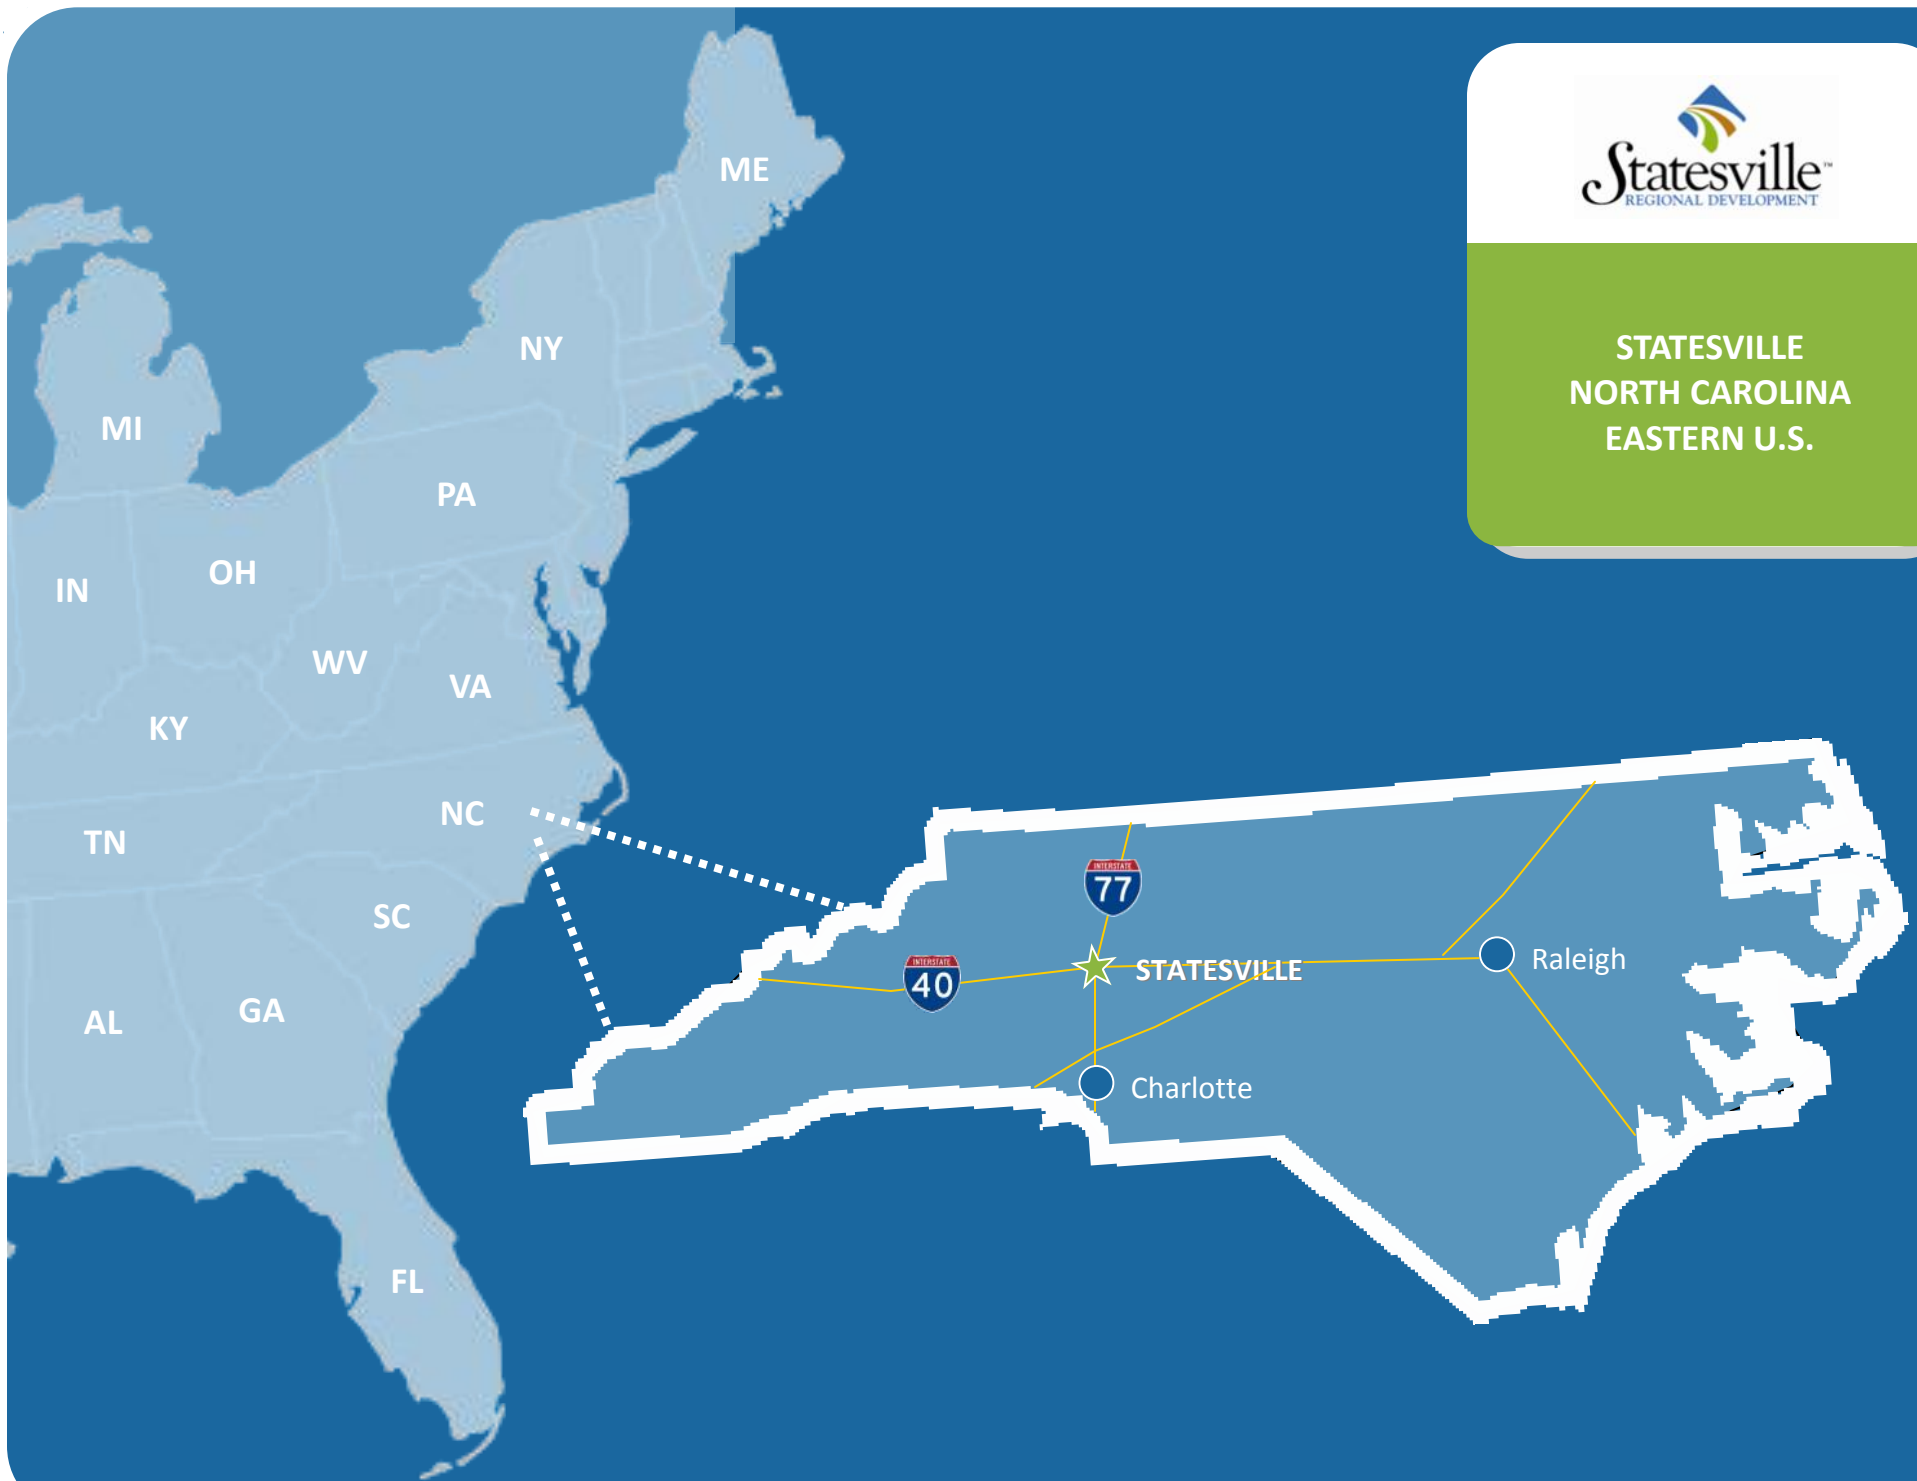 Statesville™
REGIONAL DEVELOPMENT
STATESVILLE
NORTH CAROLINA
EASTERN U.S.
ME
NY
MI
PA
OH
IN
WV
VA
KY
NC
TN
SC
GA
AL
FL
INTERSTATE
77
INTERSTATE
40
STATESVILLE
Raleigh
Charlotte